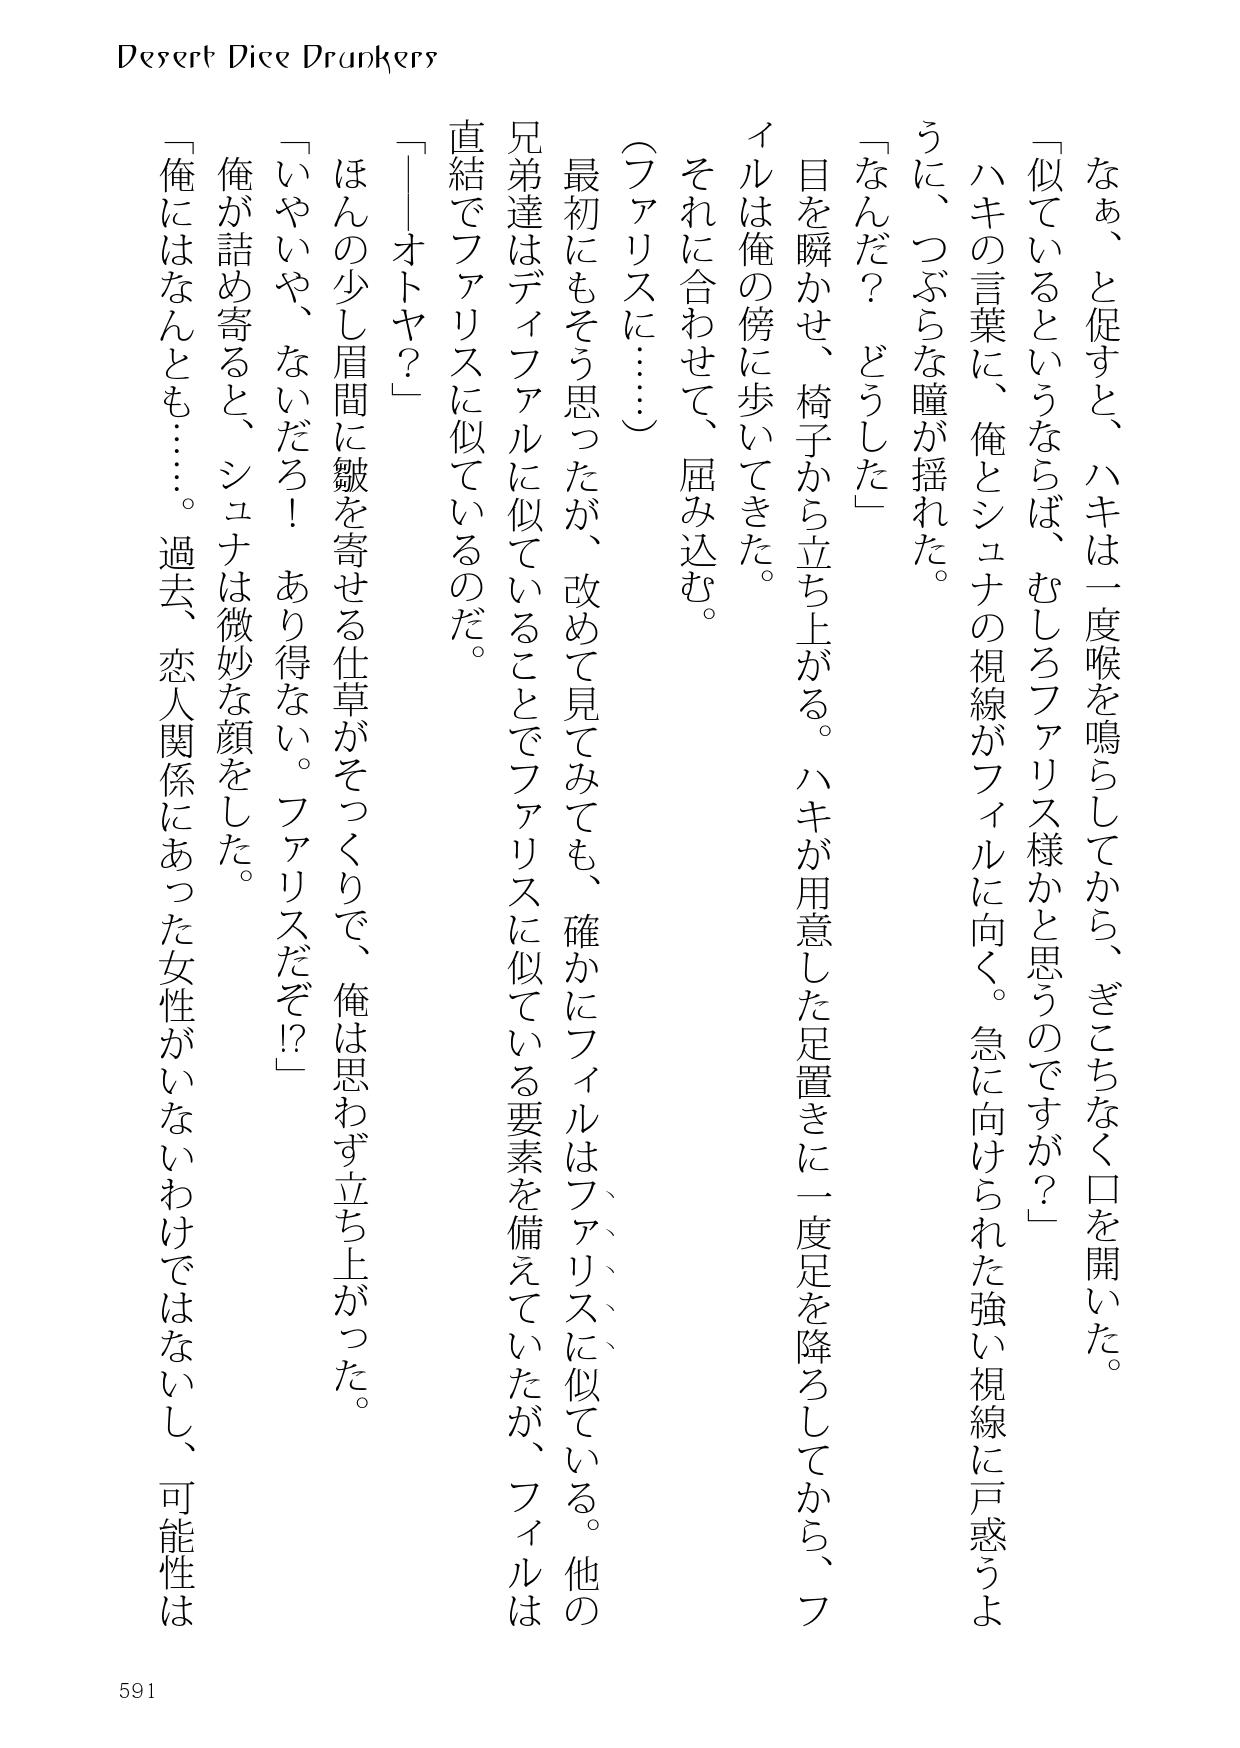 Desert Dice Drunkers
なぁ、と促すと、ハキは一度喉を鳴らしてから、ぎこちなく口を開いた。
「似ているというならば、むしろファリス様かと思うのですが？」
ハキの言葉に、俺とシュナの視線がフィルに向く。急に向けられた強い視線に戸惑うよ
うに、つぶらな瞳が揺れた。
「なんだ？　どうした」
目を瞬かせ、椅子から立ち上がる。ハキが用意した足置きに一度足を降ろしてから、フ
ィルは俺の傍に歩いてきた。
それに合わせて、屈み込む。
（ファリスに……）
最初にもそう思ったが、改めて見てみても、確かにフィルはファリスに似ている。他の
兄弟達はディファルに似ていることでファリスに似ている要素を備えていたが、フィルは
直結でファリスに似ているのだ。
「――オトヤ？」
ほんの少し眉間に皺を寄せる仕草がそっくりで、俺は思わず立ち上がった。
「いやいや、ないだろ！　あり得ない。ファリスだぞ!?」
俺が詰め寄ると、シュナは微妙な顔をした。
「俺にはなんとも……。過去、恋人関係にあった女性がいないわけではないし、可能性は
591